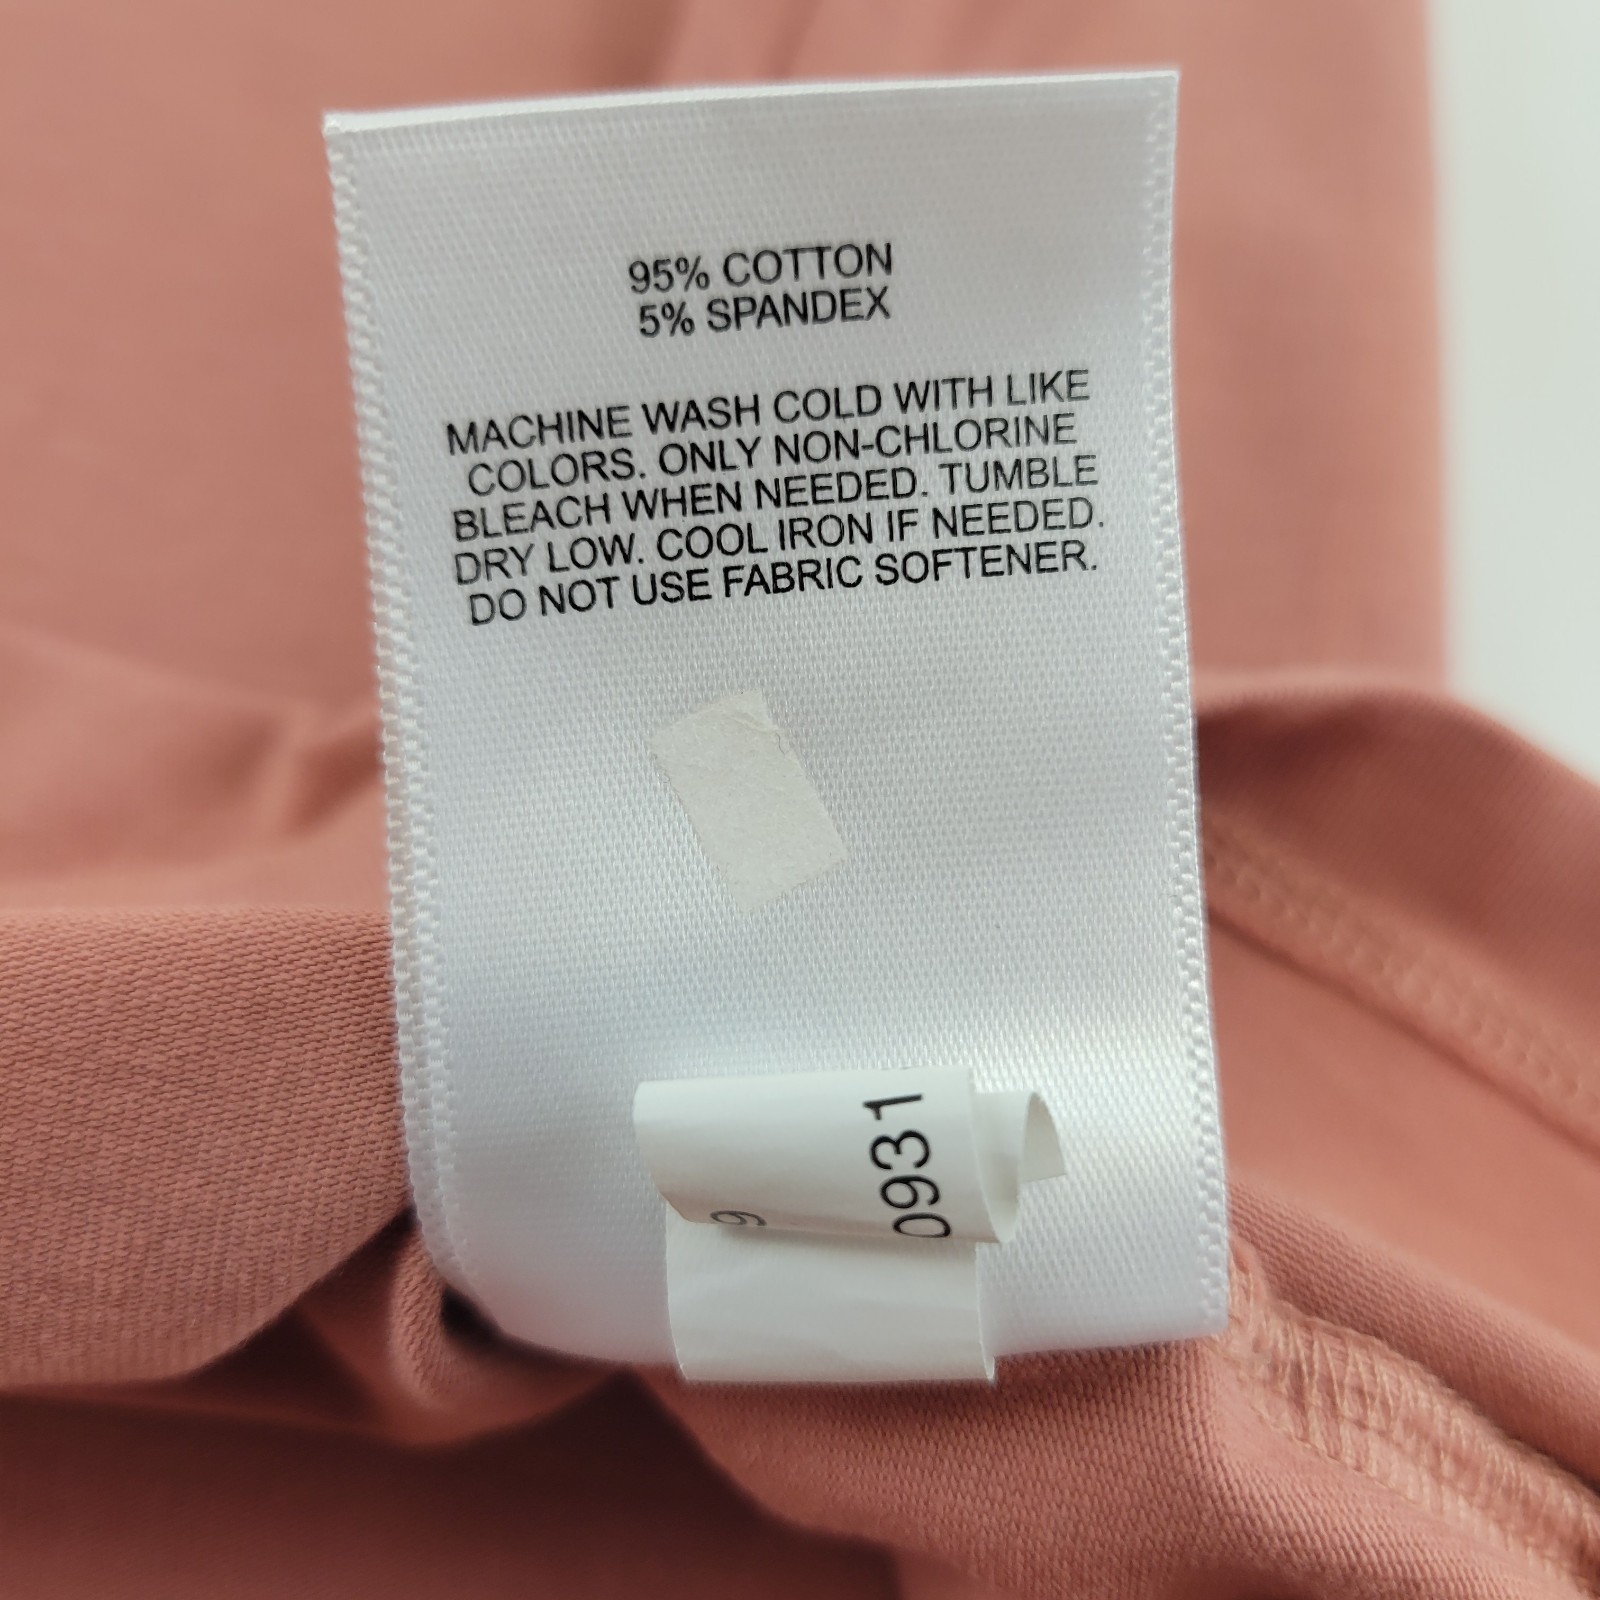 95% COTTON
5% SPANDEX
MACHINE WASH COLD WITH LIKE
COLORS. ONLY NON-CHLORINE
BLEACH WHEN NEEDED. TUMBLE
DRY LOW. COOL IRON IF NEEDED.
DO NOT USE FABRIC SOFTENER.
0931